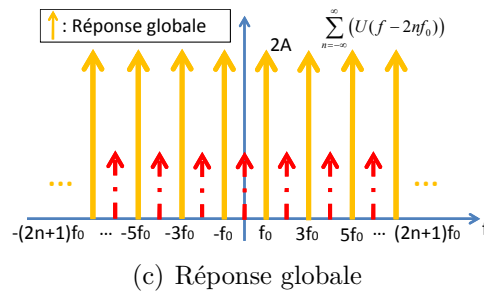 : Réponse globale
2A
∞
∑ (U(f − 2nf₀)
n=−∞
... ...
-(2n+1)f₀ ... -5f₀ -3f₀ -f₀ f₀ 3f₀ 5f₀ ... (2n+1)f₀
(c) Réponse globale